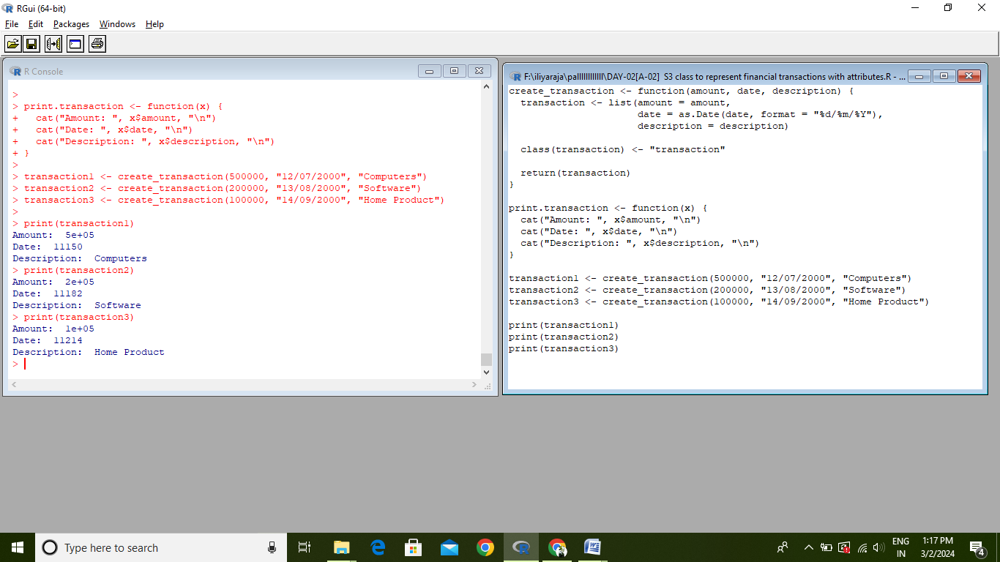 RGui (64-bit)
File Edit Packages Windows Help
R Console
>
> print.transaction <- function(x) {
+   cat("Amount: ", x$amount, "\n")
+   cat("Date: ", x$date, "\n")
+   cat("Description: ", x$description, "\n")
+ }
>
> transaction1 <- create_transaction(500000, "12/07/2000", "Computers")
> transaction2 <- create_transaction(200000, "13/08/2000", "Software")
> transaction3 <- create_transaction(100000, "14/09/2000", "Home Product")
>
> print(transaction1)
Amount:  5e+05
Date:  11150
Description:  Computers
> print(transaction2)
Amount:  2e+05
Date:  11182
Description:  Software
> print(transaction3)
Amount:  1e+05
Date:  11214
Description:  Home Product
>
S3 class to represent financial transactions with attributes.R - ...
create_transaction <- function(amount, date, description) {
  transaction <- list(amount = amount,
                      date = as.Date(date, format = "%d/%m/%Y"),
                      description = description)
  class(transaction) <- "transaction"
  return(transaction)
}
print.transaction <- function(x) {
  cat("Amount: ", x$amount, "\n")
  cat("Date: ", x$date, "\n")
  cat("Description: ", x$description, "\n")
}
transaction1 <- create_transaction(500000, "12/07/2000", "Computers")
transaction2 <- create_transaction(200000, "13/08/2000", "Software")
transaction3 <- create_transaction(100000, "14/09/2000", "Home Product")
print(transaction1)
print(transaction2)
print(transaction3)
Type here to search
ENG
IN
1:17 PM
3/2/2024
4